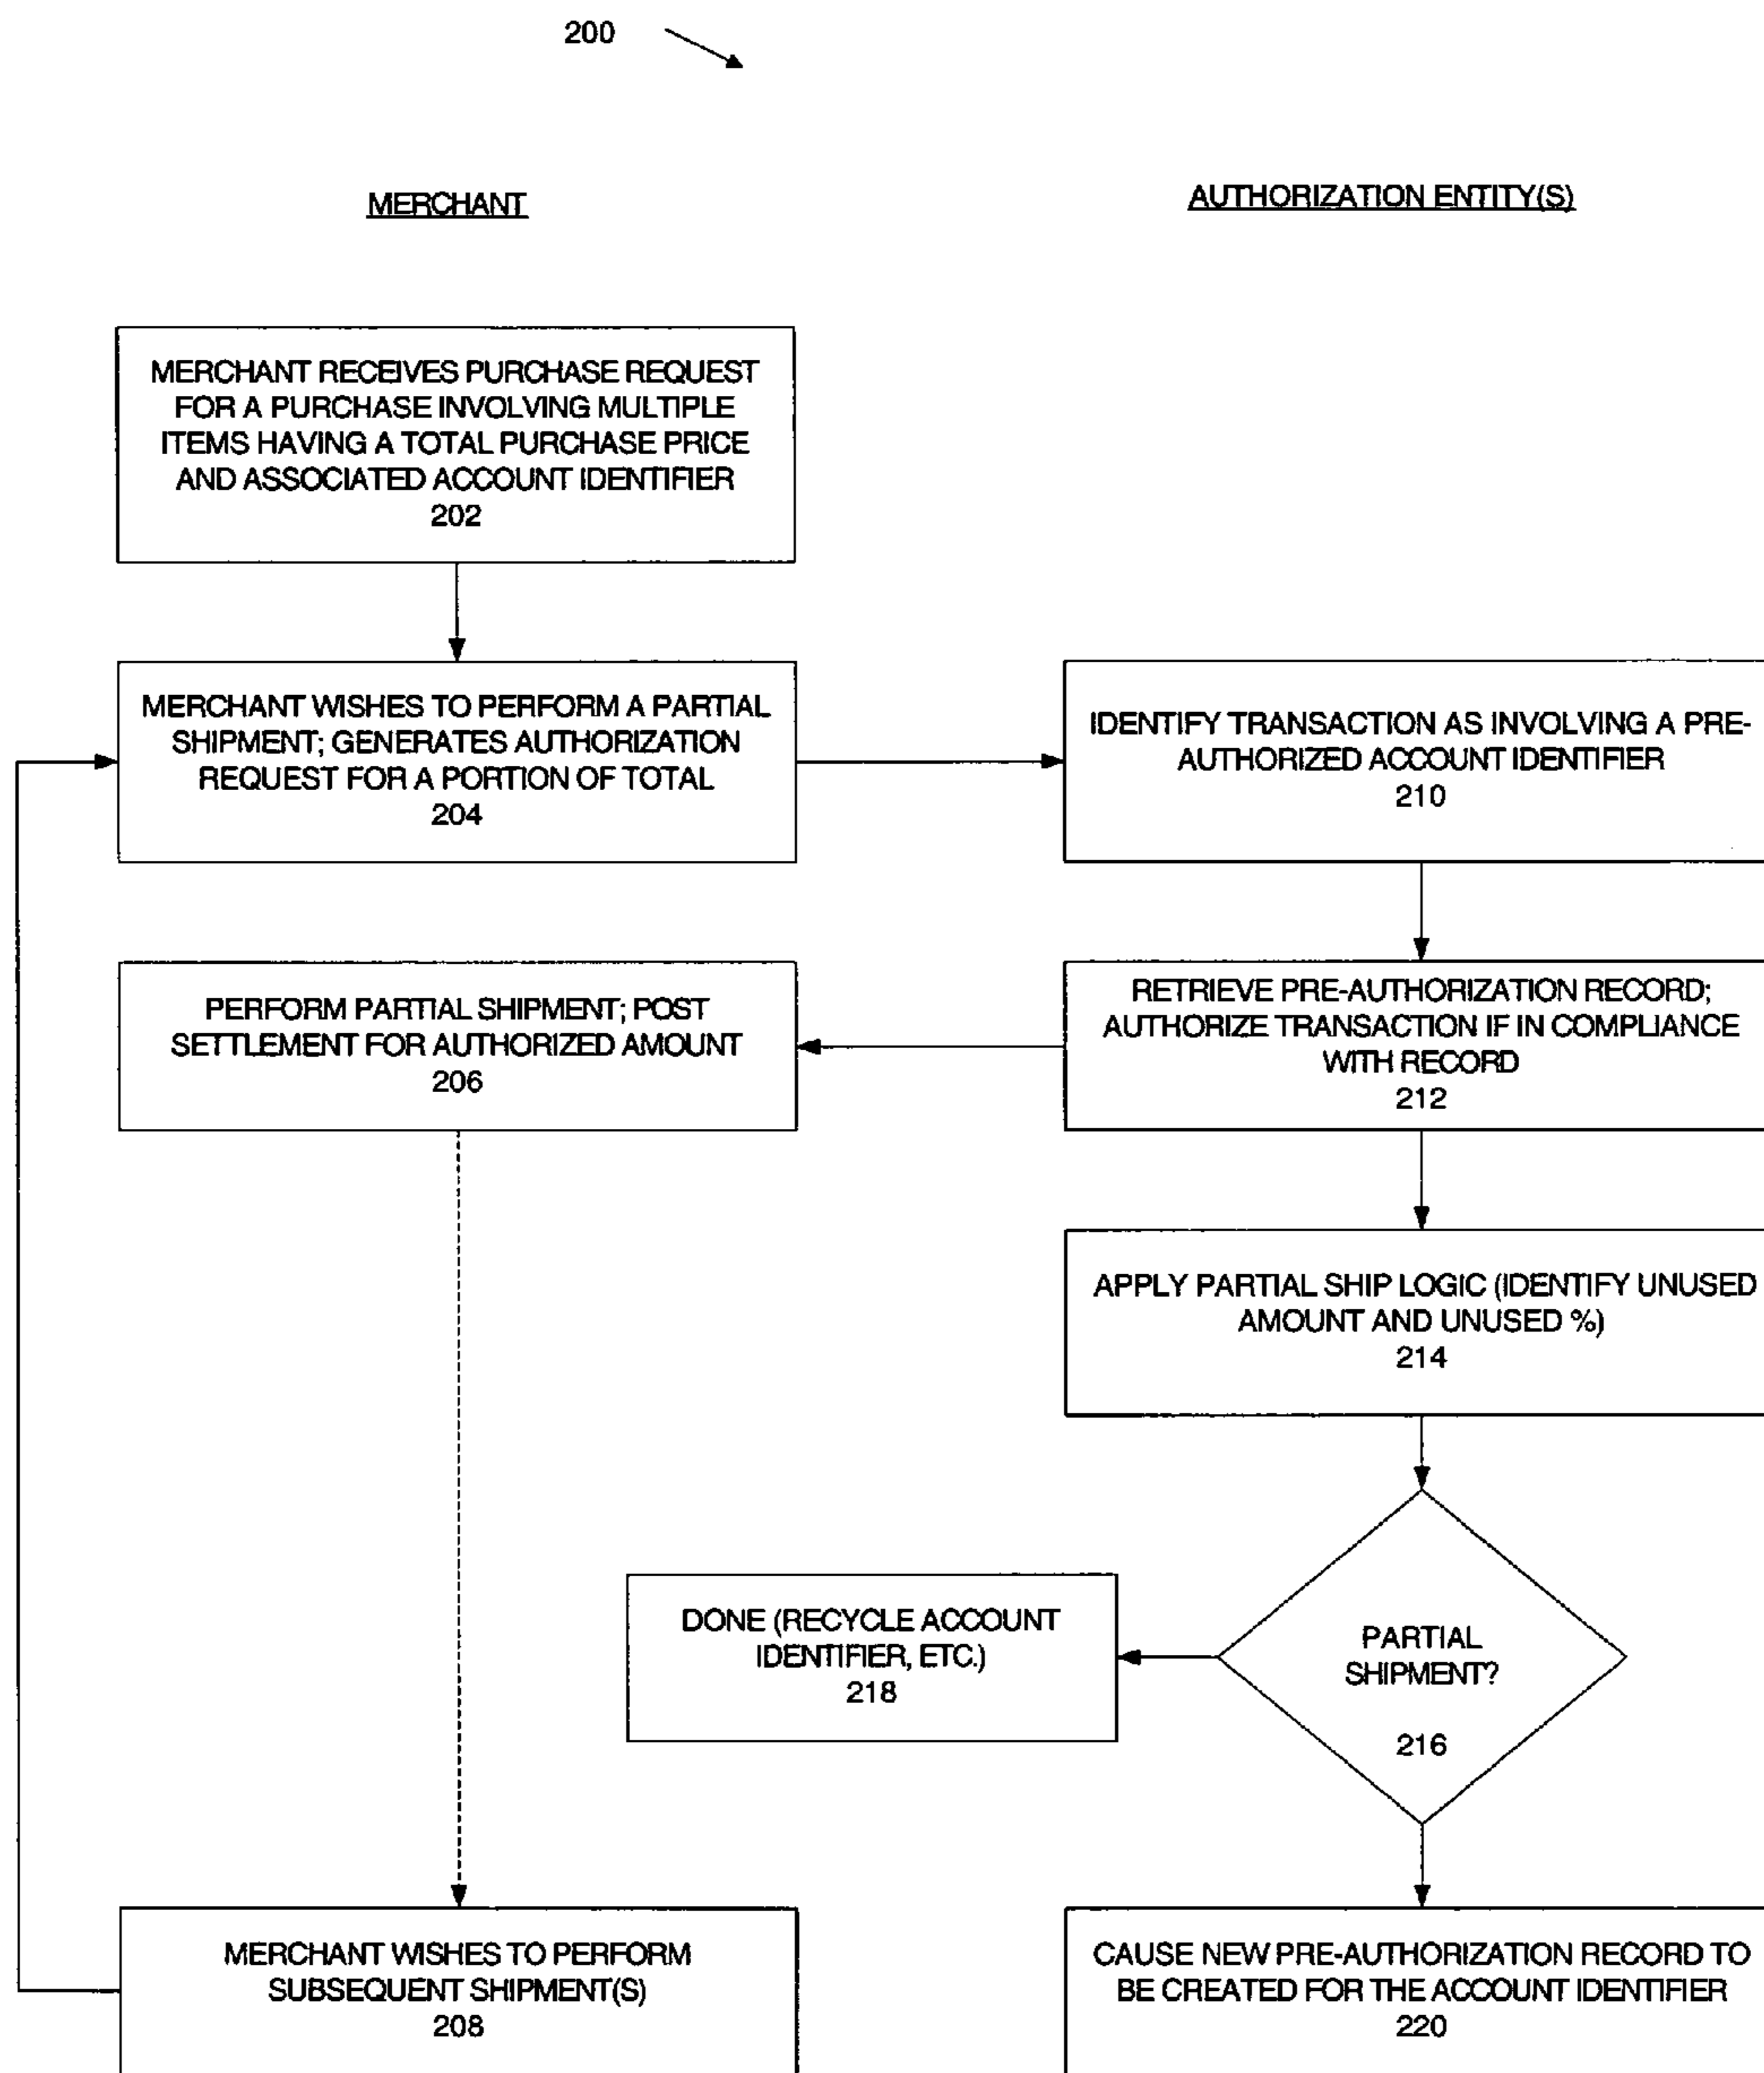 200
MERCHANT
AUTHORIZATION ENTITY(S)
MERCHANT RECEIVES PURCHASE REQUEST
FOR A PURCHASE INVOLVING MULTIPLE
ITEMS HAVING A TOTAL PURCHASE PRICE
AND ASSOCIATED ACCOUNT IDENTIFIER
202
MERCHANT WISHES TO PERFORM A PARTIAL
SHIPMENT; GENERATES AUTHORIZATION
REQUEST FOR A PORTION OF TOTAL
204
IDENTIFY TRANSACTION AS INVOLVING A PRE-
AUTHORIZED ACCOUNT IDENTIFIER
210
PERFORM PARTIAL SHIPMENT; POST
SETTLEMENT FOR AUTHORIZED AMOUNT
206
RETRIEVE PRE-AUTHORIZATION RECORD;
AUTHORIZE TRANSACTION IF IN COMPLIANCE
WITH RECORD
212
APPLY PARTIAL SHIP LOGIC (IDENTIFY UNUSED
AMOUNT AND UNUSED %)
214
PARTIAL
SHIPMENT?
216
DONE (RECYCLE ACCOUNT
IDENTIFIER, ETC.)
218
MERCHANT WISHES TO PERFORM
SUBSEQUENT SHIPMENT(S)
208
CAUSE NEW PRE-AUTHORIZATION RECORD TO
BE CREATED FOR THE ACCOUNT IDENTIFIER
220